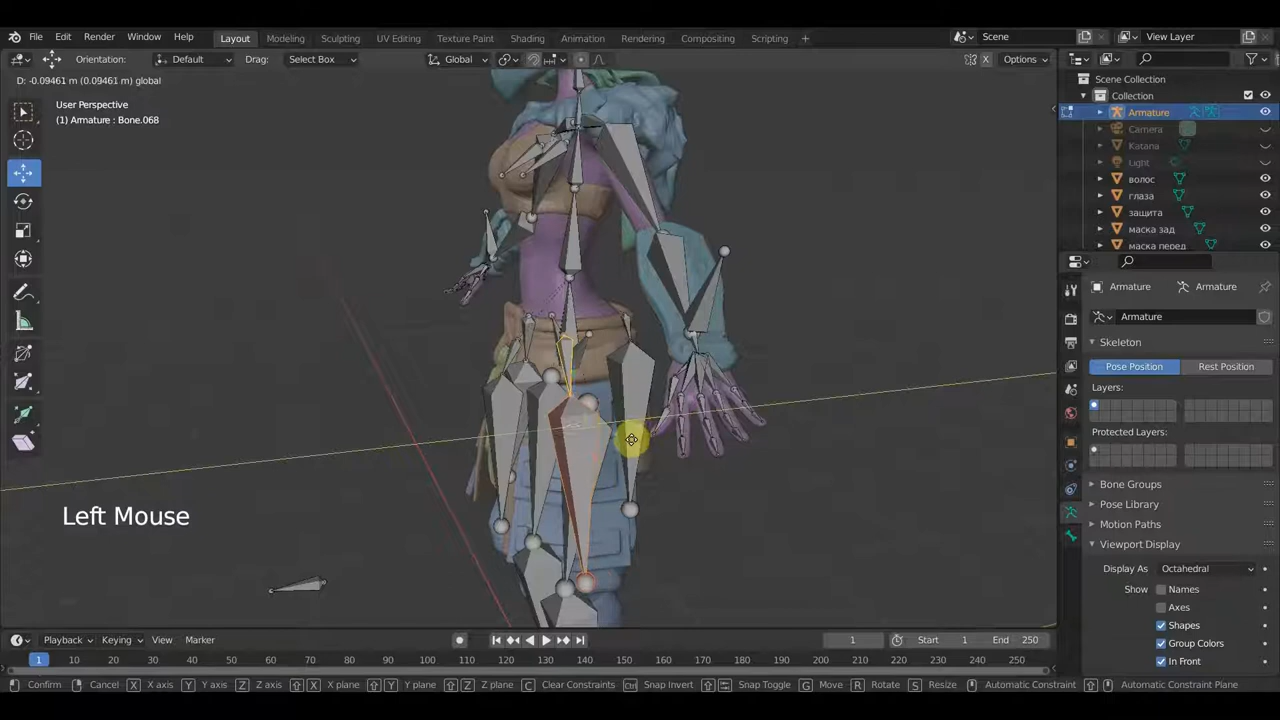 File Edit Render Window Help Layout Modeling Sculpting UV Editing Texture Paint Shading Animation Rendering Compositing Scripting + Scene View Layer
Orientation: Default Drag: Select Box Global X Options
D: -0.09461 m (0.09461 m) global
User Perspective
(1) Armature : Bone.068
Left Mouse
Scene Collection
Collection
Armature
Camera
Katana
Light
волос
глаза
защита
маска зад
маска перед
Armature Armature
Armature
Skeleton
Pose Position Rest Position
Layers:
Protected Layers:
Bone Groups
Pose Library
Motion Paths
Viewport Display
Display As Octahedral
Show Names
Axes
Shapes
Group Colors
In Front
Playback Keying View Marker 1 Start 1 End 250
1 10 20 30 40 50 60 70 80 90 100 110 120 130 140 150 160 170 180 190 200 210 220 230 240 250
Confirm Cancel X X axis Y Y axis Z Z axis X X plane Y Y plane Z Z plane C Clear Constraints Ctrl Snap Invert Snap Toggle G Move R Rotate S Resize Automatic Constraint Automatic Constraint Plane